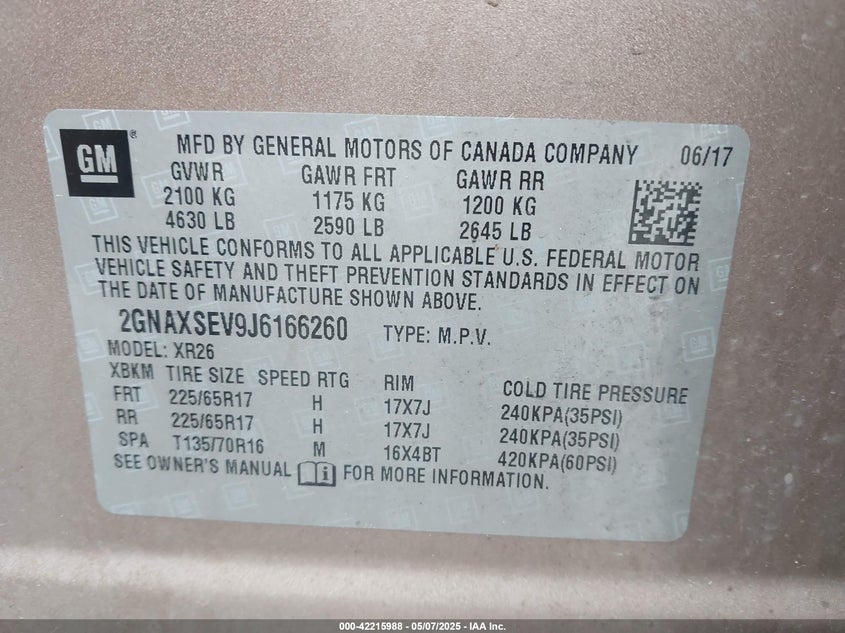 GM ® MFD BY GENERAL MOTORS OF CANADA COMPANY 06/17
GVWR GAWR FRT GAWR RR
2100 KG 1175 KG 1200 KG
4630 LB 2590 LB 2645 LB
THIS VEHICLE CONFORMS TO ALL APPLICABLE U.S. FEDERAL MOTOR
VEHICLE SAFETY AND THEFT PREVENTION STANDARDS IN EFFECT ON
THE DATE OF MANUFACTURE SHOWN ABOVE.
2GNAXSEV9J6166260 TYPE: M.P.V.
MODEL: XR26
XBKM TIRE SIZE SPEED RTG RIM COLD TIRE PRESSURE
FRT 225/65R17 H 17X7J 240KPA(35PSI)
RR 225/65R17 H 17X7J 240KPA(35PSI)
SPA T135/70R16 M 16X4BT 420KPA(60PSI)
SEE OWNER'S MANUAL i FOR MORE INFORMATION.
000-42215988 — 05/07/2025 — IAA Inc.